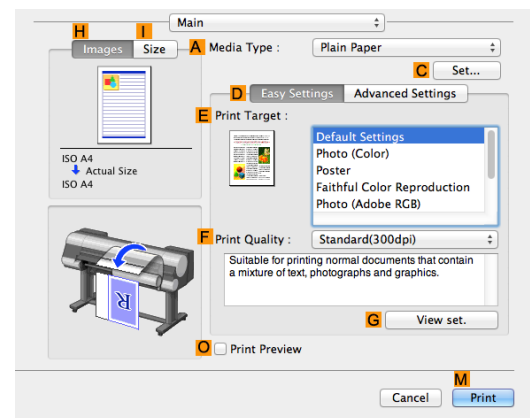 Main
H
Images
I
Size
A Media Type : Plain Paper
C Set...
D Easy Settings Advanced Settings
E Print Target :
Default Settings
Photo (Color)
Poster
Faithful Color Reproduction
Photo (Adobe RGB)
ISO A4
Actual Size
ISO A4
F Print Quality : Standard(300dpi)
Suitable for printing normal documents that contain
a mixture of text, photographs and graphics.
G View set.
R
O Print Preview
M
Cancel Print